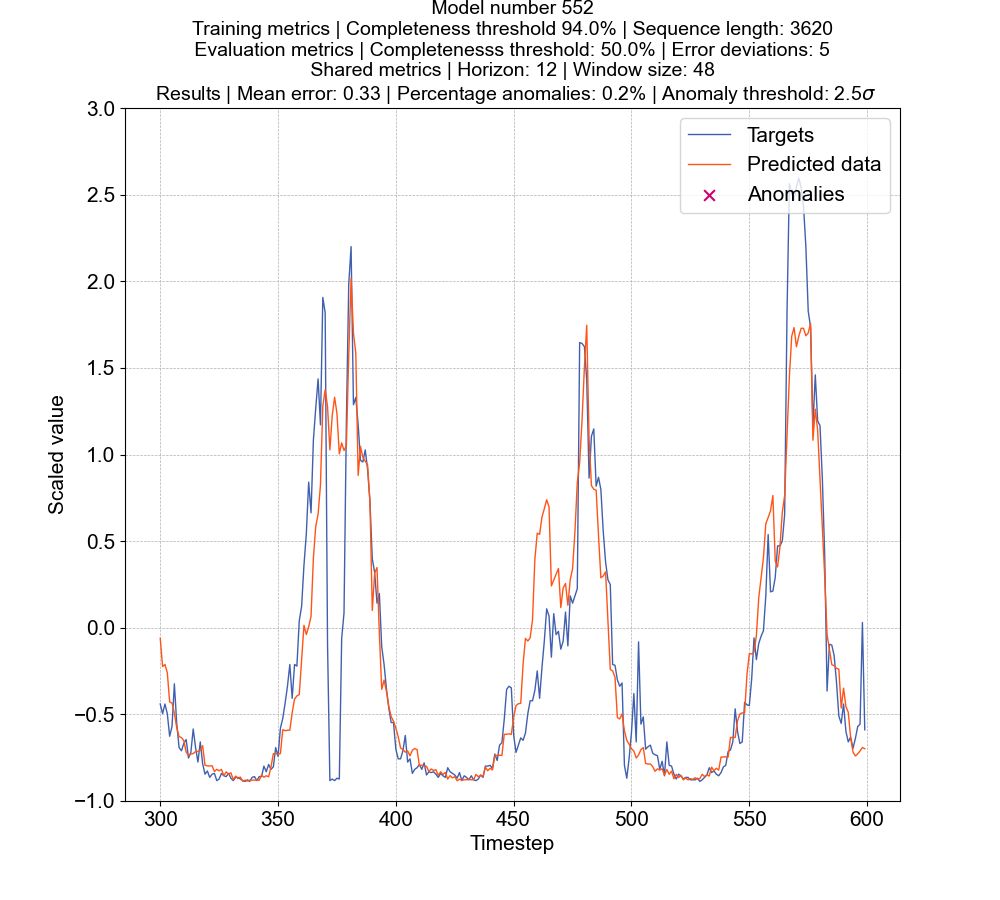 Model number 552
Training metrics | Completeness threshold 94.0% | Sequence length: 3620
Evaluation metrics | Completenesss threshold: 50.0% | Error deviations: 5
Shared metrics | Horizon: 12 | Window size: 48
Results | Mean error: 0.33 | Percentage anomalies: 0.2% | Anomaly threshold: 2.5σ
3.0
2.5
2.0
1.5
1.0
0.5
0.0
−0.5
−1.0
Scaled value
Targets
Predicted data
Anomalies
300 350 400 450 500 550 600
Timestep